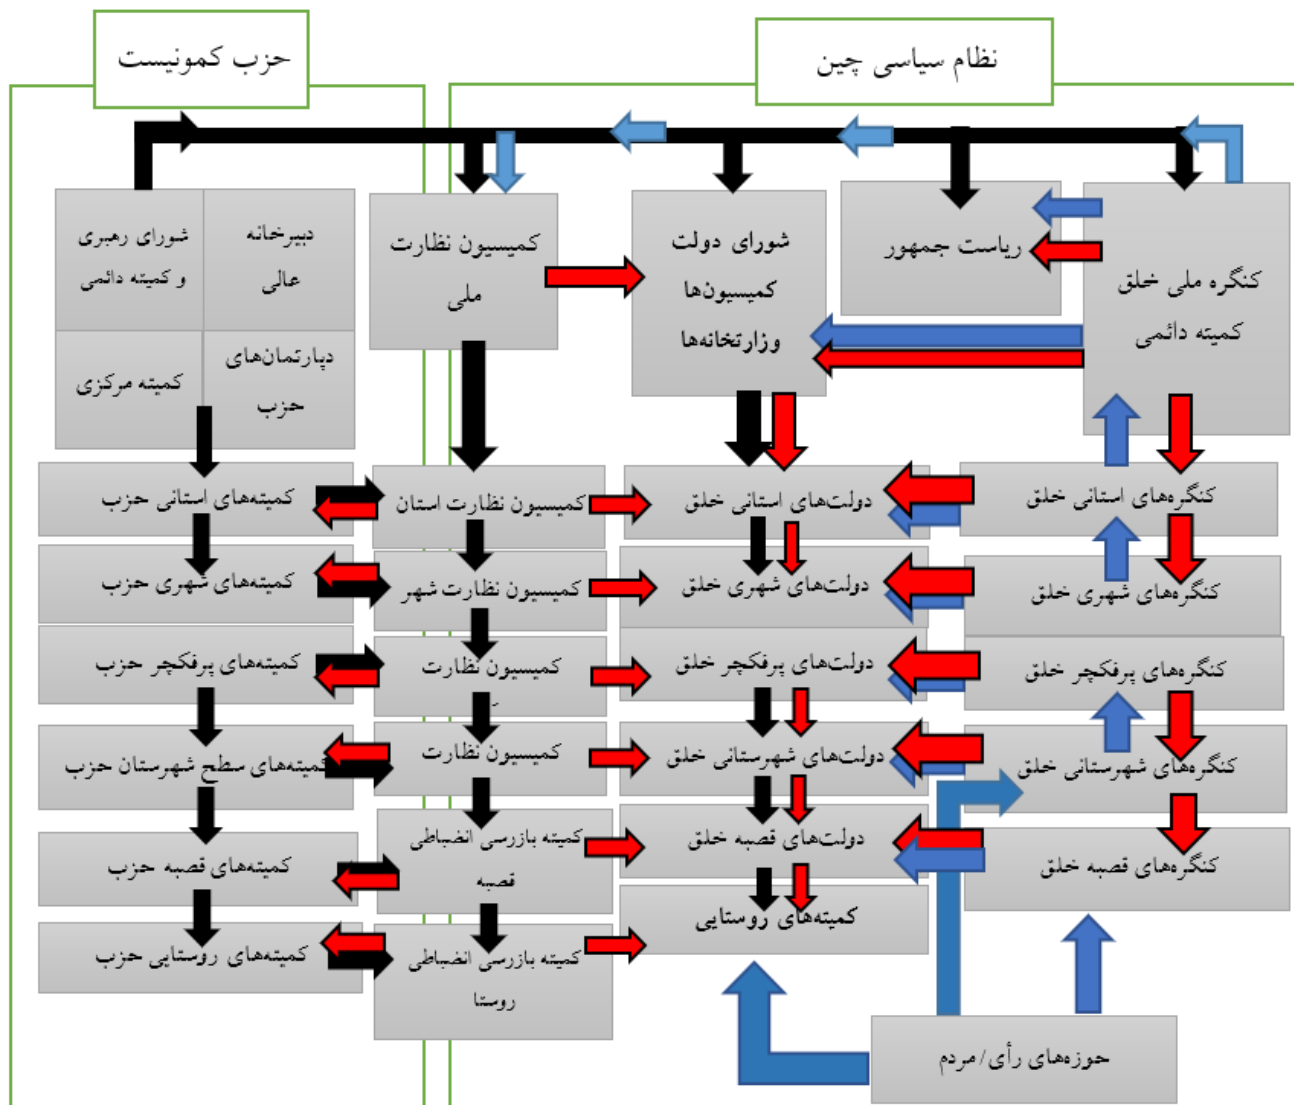 نظام سیاسی چین
حزب کمونیست
کنگره ملی خلق
کمیته دائمی
ریاست جمهور
شورای دولت
کمیسیون‌ها
وزارتخانه‌ها
کمیسیون نظارت
ملی
دبیرخانه
عالی
شورای رهبری
و کمیته دائمی
دپارتمان‌های
حزب
کمیته مرکزی
کنگره‌های استانی خلق
دولت‌های استانی خلق
کمیسیون نظارت استان
کمیته‌های استانی حزب
کنگره‌های شهری خلق
دولت‌های شهری خلق
کمیسیون نظارت شهر
کمیته‌های شهری حزب
کنگره‌های پرفکچر خلق
دولت‌های پرفکچر خلق
کمیسیون نظارت
کمیته‌های پرفکچر حزب
کنگره‌های شهرستانی خلق
دولت‌های شهرستانی خلق
کمیسیون نظارت
کمیته‌های سطح شهرستان حزب
کنگره‌های قصبه خلق
دولت‌های قصبه خلق
کمیته بازرسی انضباطی
قصبه
کمیته‌های قصبه حزب
کمیته‌های روستایی
کمیته بازرسی انضباطی
روستا
کمیته‌های روستایی حزب
حوزه‌های رأی/مردم